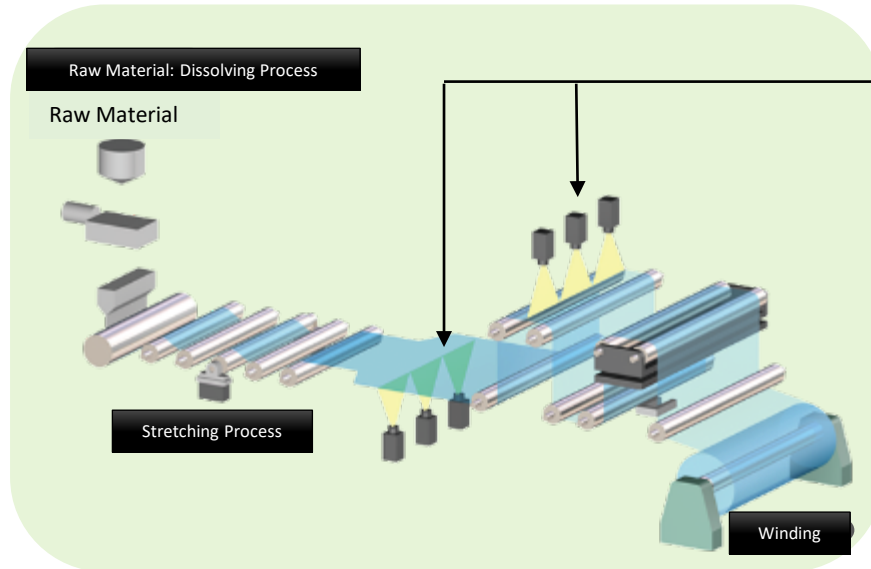 Raw Material: Dissolving Process
Raw Material
Stretching Process
Winding